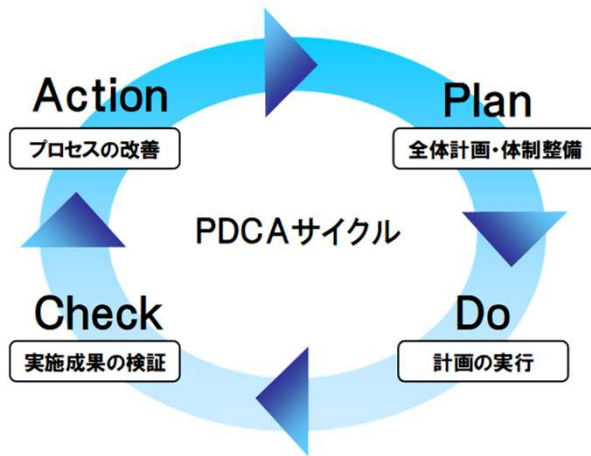 Action
プロセスの改善
Plan
全体計画・体制整備
PDCAサイクル
Check
実施成果の検証
Do
計画の実行